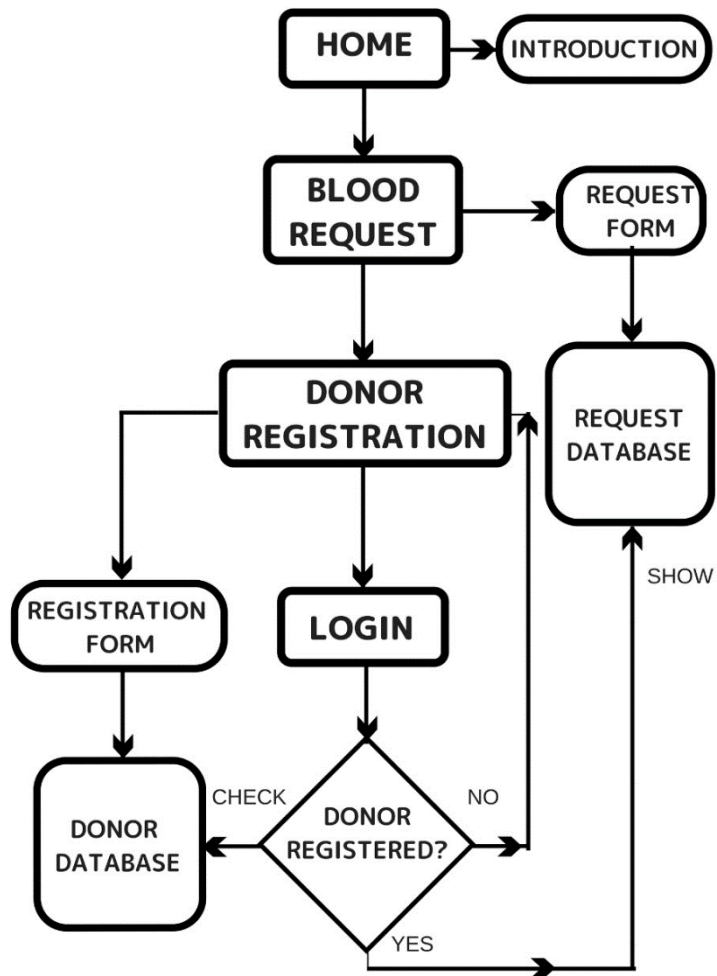 HOME
INTRODUCTION
BLOOD
REQUEST
REQUEST
FORM
DONOR
REGISTRATION
REQUEST
DATABASE
SHOW
REGISTRATION
FORM
LOGIN
CHECK
NO
DONOR
DATABASE
DONOR
REGISTERED?
YES